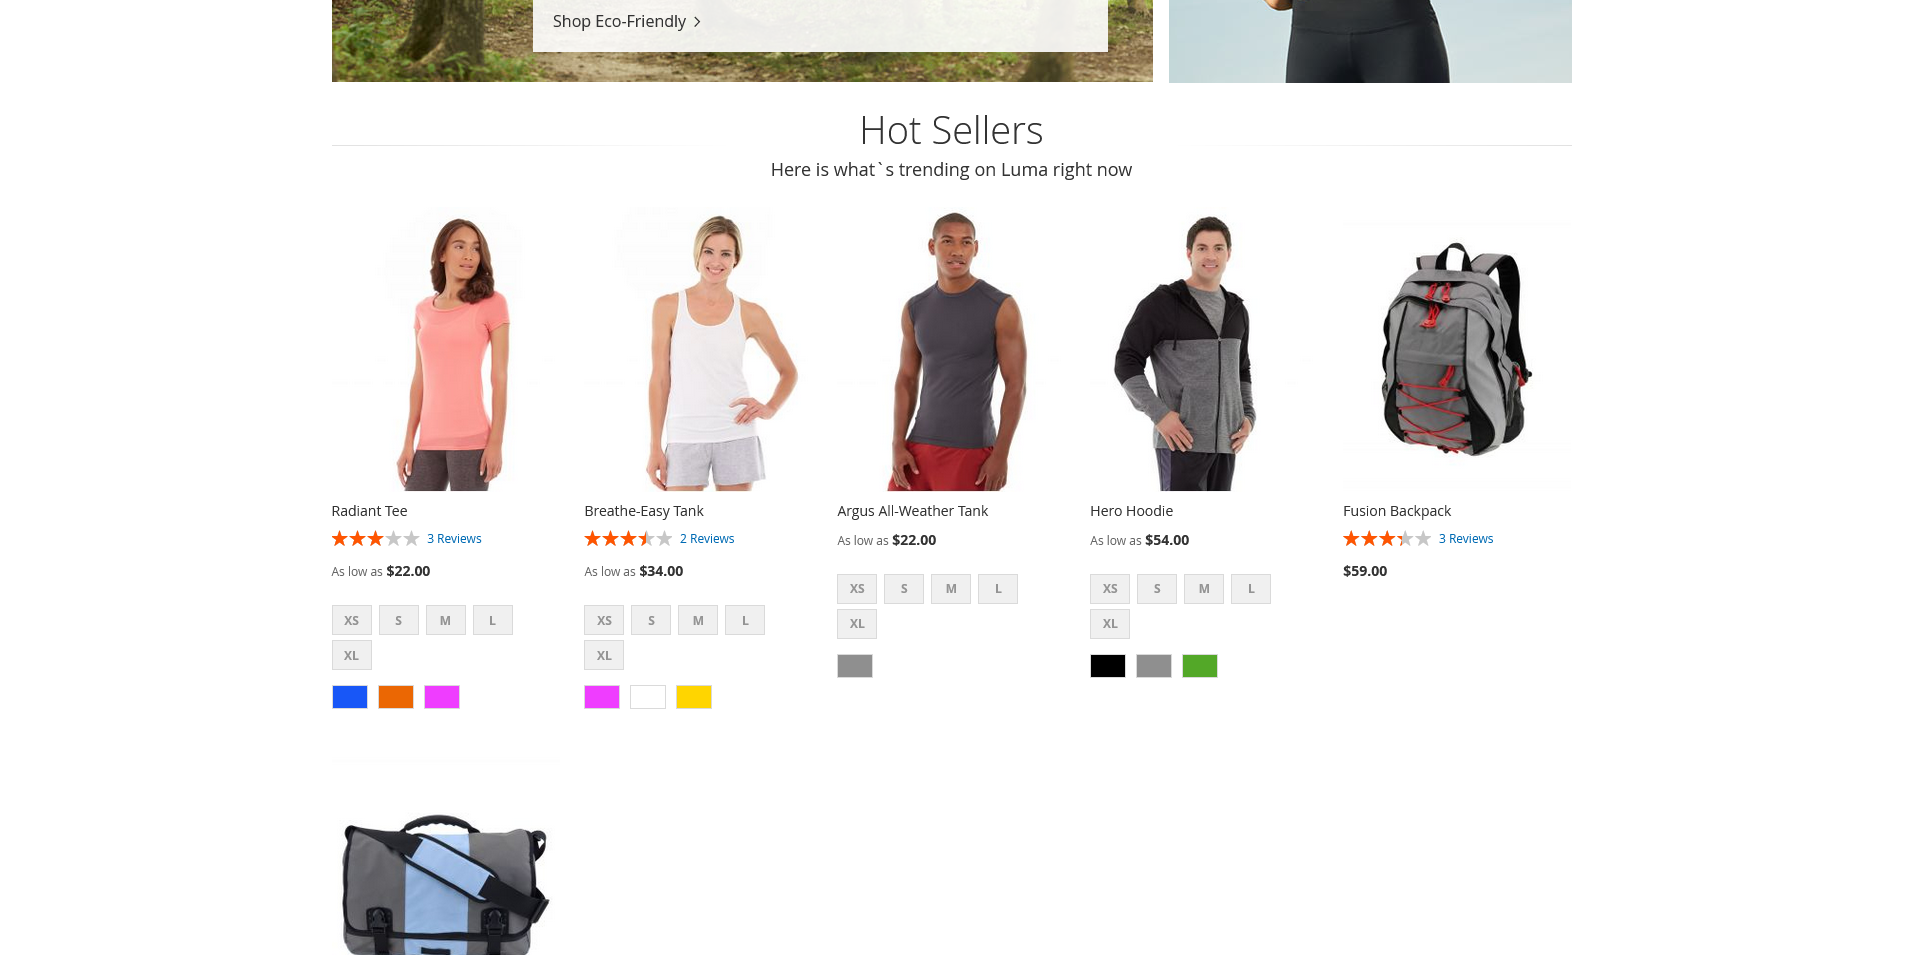 Shop Eco-Friendly
Hot Sellers
Here is what`s trending on Luma right now
Radiant Tee
3 Reviews
As low as $22.00
XS S M L
XL
Breathe-Easy Tank
2 Reviews
As low as $34.00
XS S M L
XL
Argus All-Weather Tank
As low as $22.00
XS S M L
XL
Hero Hoodie
As low as $54.00
XS S M L
XL
Fusion Backpack
3 Reviews
$59.00